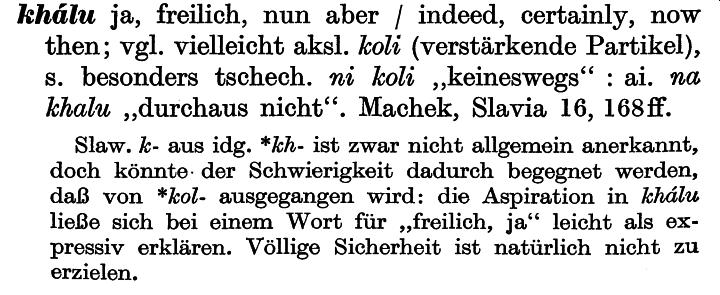 khálu ja, freilich, nun aber / indeed, certainly, now
then; vgl. vielleicht aksl. koli (verstärkende Partikel),
s. besonders tschech. ni koli „keineswegs“ : ai. na
khalu „durchaus nicht“. Machek, Slavia 16, 168ff.
Slaw. k- aus idg. *kh- ist zwar nicht allgemein anerkannt,
doch könnte der Schwierigkeit dadurch begegnet werden,
daß von *kol- ausgegangen wird: die Aspiration in khálu
ließe sich bei einem Wort für „freilich, ja“ leicht als ex-
pressiv erklären. Völlige Sicherheit ist natürlich nicht zu
erzielen.